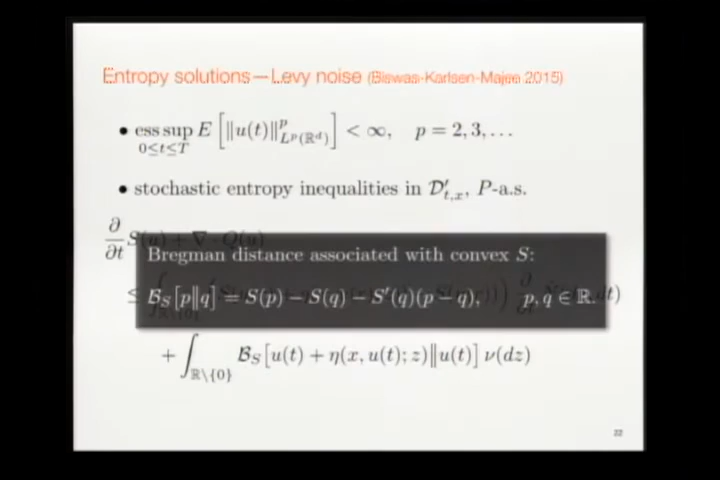 Entropy solutions—Levy noise (Biswas-Karlsen-Majee 2015)
• ess sup E [‖u(t)‖^p_{L^p(ℝ^d)}] < ∞, p = 2, 3, …
0≤t≤T
• stochastic entropy inequalities in 𝒟′_{t,x}, P-a.s.
∂/∂t S(u) + ∇ · Q(u)
Bregman distance associated with convex S:
≤ ℬ_S[p‖q] = S(p) − S(q) − S′(q)(p − q), p, q ∈ ℝ. dt)
+ ∫_{ℝ\{0}} ℬ_S[u(t) + η(x, u(t); z)‖u(t)] ν(dz)
22